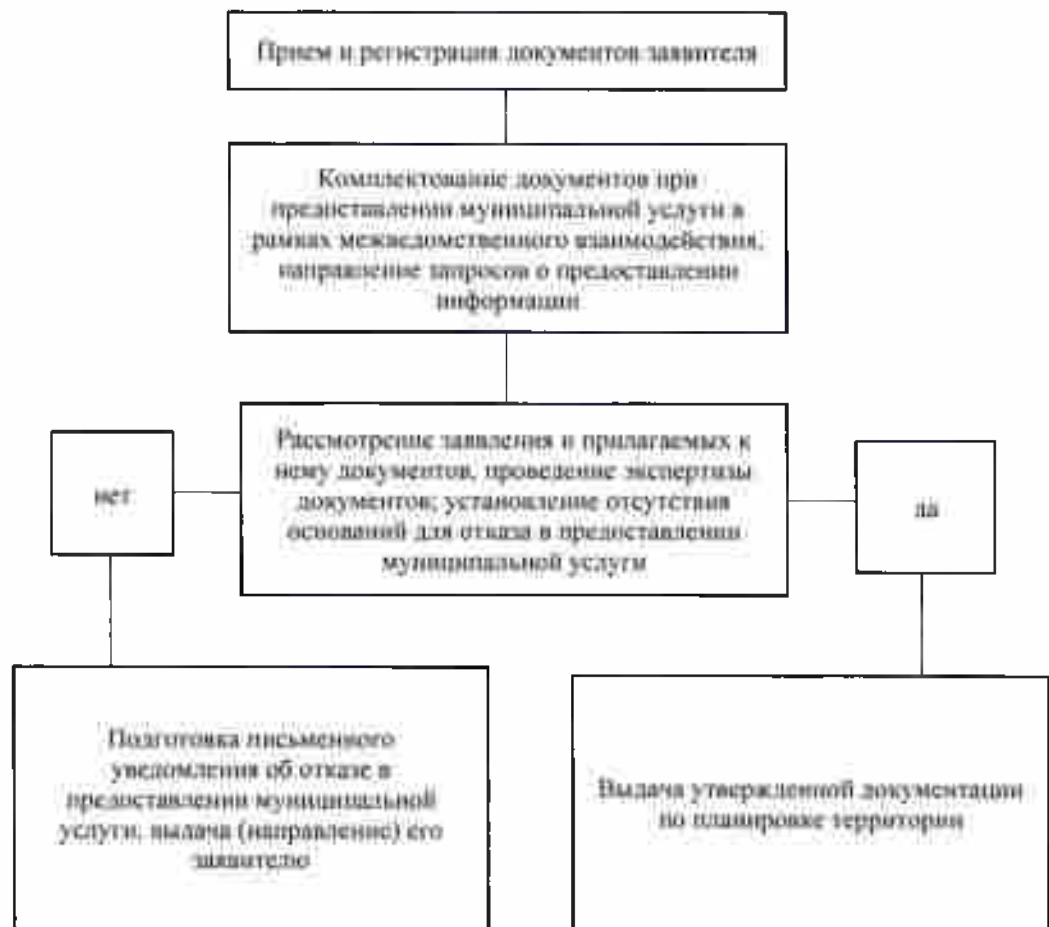 Прием и регистрация документов заявителя
Комплектование документов при
предоставлении муниципальной услуги в
рамках межведомственного взаимодействия,
направление запросов о предоставлении
информации
Рассмотрение заявления и прилагаемых к
нему документов, проведение экспертизы
документов; установление отсутствия
оснований для отказа в предоставлении
муниципальной услуги
нет
да
Подготовка письменного
уведомления об отказе в
предоставлении муниципальной
услуги, выдача (направление) его
заявителю
Выдача утвержденной документации
по планировке территории